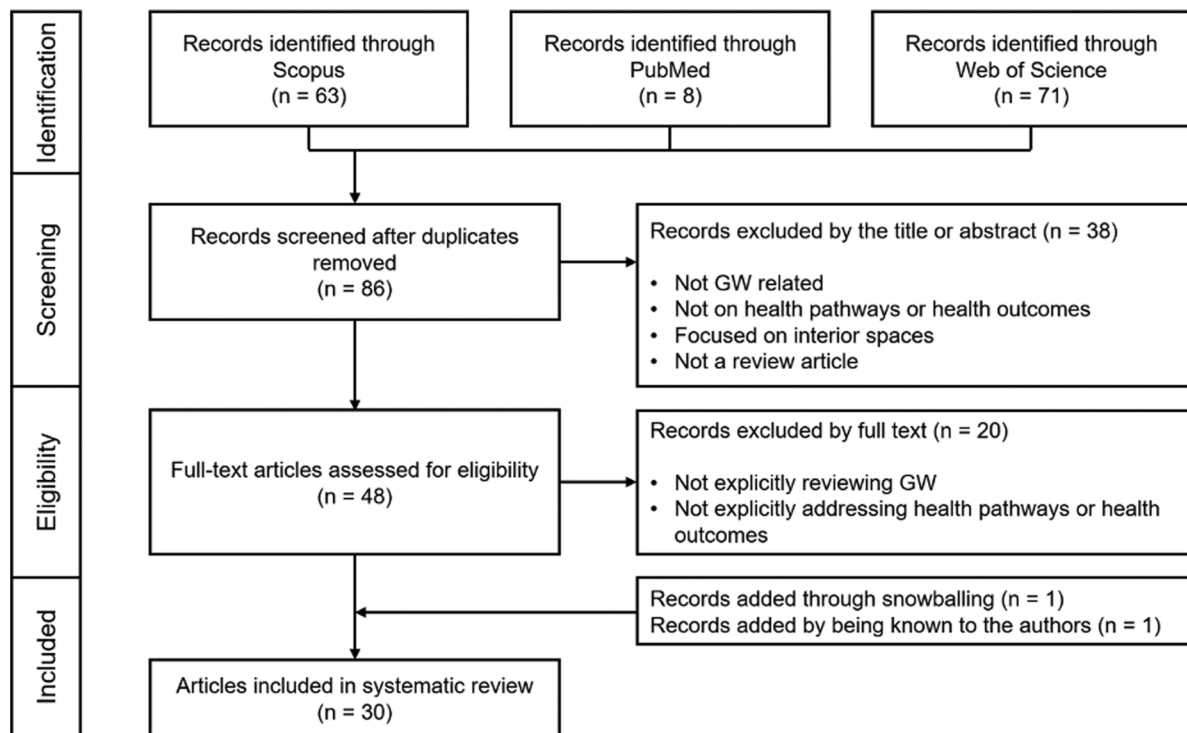 Identification
Records identified through
Scopus
(n = 63)
Records identified through
PubMed
(n = 8)
Records identified through
Web of Science
(n = 71)
Screening
Records screened after duplicates
removed
(n = 86)
Records excluded by the title or abstract (n = 38)
• Not GW related
• Not on health pathways or health outcomes
• Focused on interior spaces
• Not a review article
Eligibility
Full-text articles assessed for eligibility
(n = 48)
Records excluded by full text (n = 20)
• Not explicitly reviewing GW
• Not explicitly addressing health pathways or health
outcomes
Included
Records added through snowballing (n = 1)
Records added by being known to the authors (n = 1)
Articles included in systematic review
(n = 30)